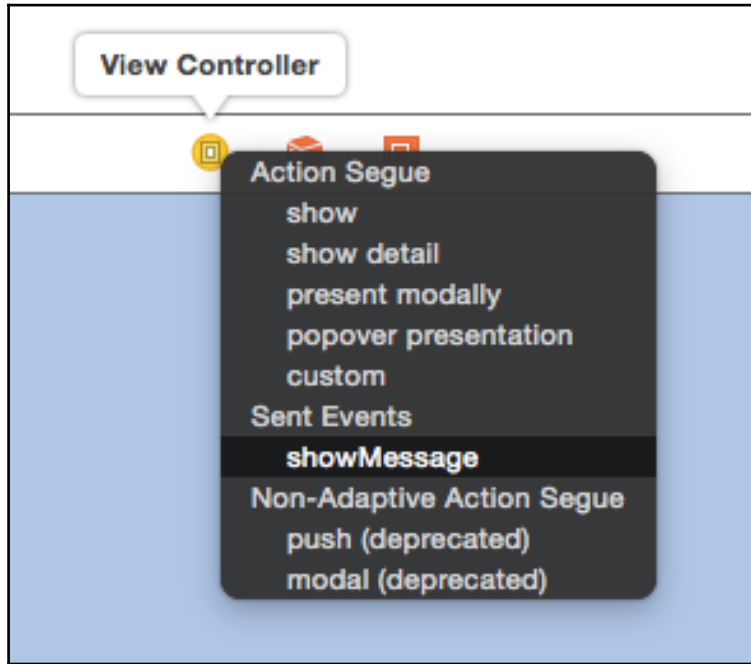 View Controller
Action Segue
show
show detail
present modally
popover presentation
custom
Sent Events
showMessage
Non-Adaptive Action Segue
push (deprecated)
modal (deprecated)